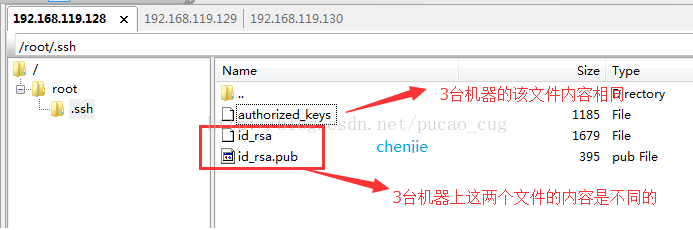 192.168.119.128 × 192.168.119.129 192.168.119.130
/root/.ssh
/
root
.ssh
Name Size Type
..
Directory
3台机器的该文件内容相同
authorized_keys 1185 File
id_rsa 1679 File
id_rsa.pub 395 pub File
chenjie
3台机器上这两个文件的内容是不同的